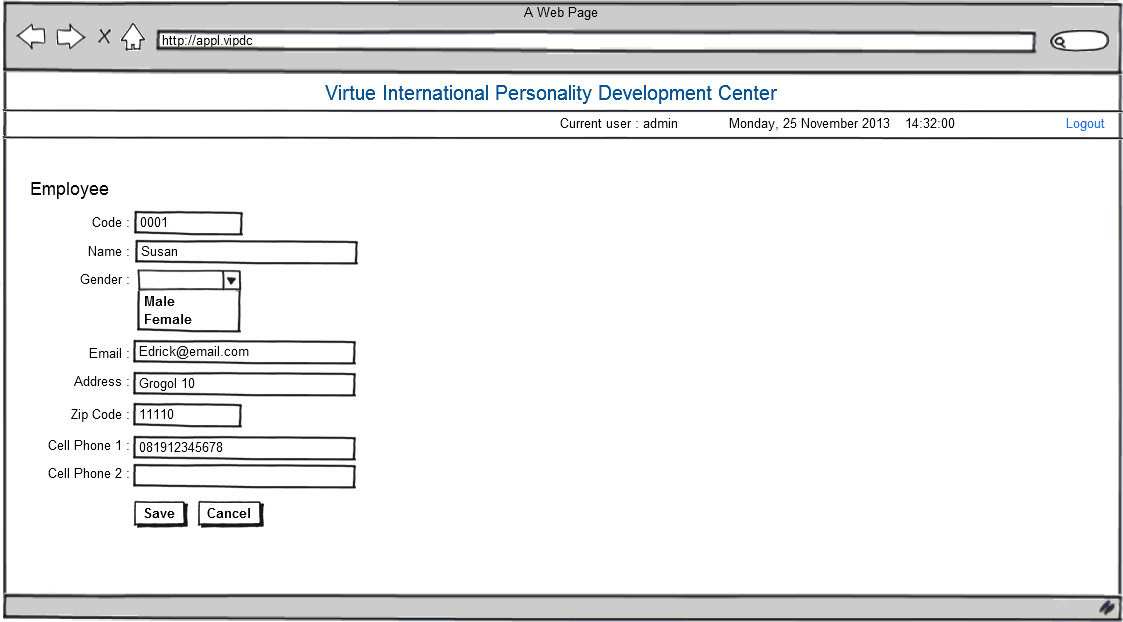 A Web Page
http://appl.vipdc
Virtue International Personality Development Center
Current user : admin Monday, 25 November 2013 14:32:00 Logout
Employee
Code : 0001
Name : Susan
Gender :
Male
Female
Email : Edrick@email.com
Address : Grogol 10
Zip Code : 11110
Cell Phone 1 : 081912345678
Cell Phone 2 :
Save Cancel